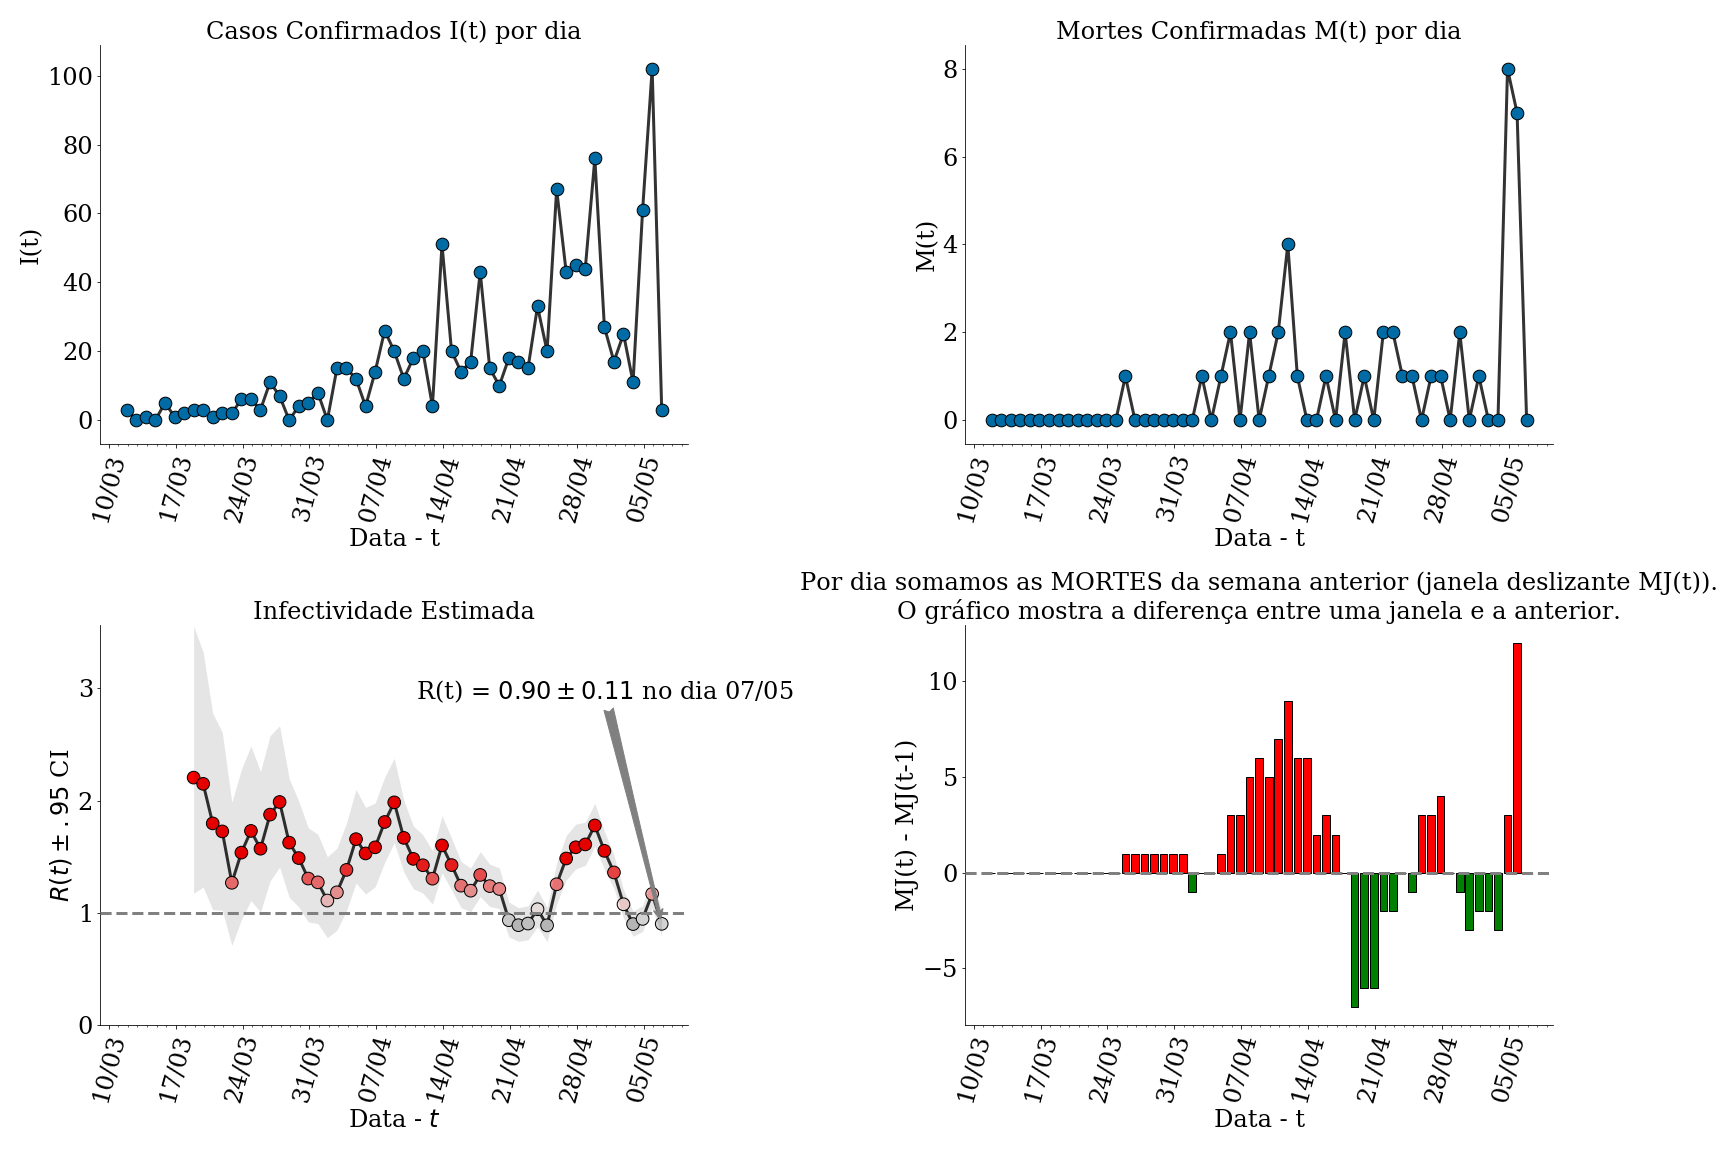 Casos Confirmados I(t) por dia
I(t)
100
80
60
40
20
0
10/03 17/03 24/03 31/03 07/04 14/04 21/04 28/04 05/05
Data - t
Mortes Confirmadas M(t) por dia
M(t)
8
6
4
2
0
10/03 17/03 24/03 31/03 07/04 14/04 21/04 28/04 05/05
Data - t
Infectividade Estimada
R(t) ± .95 CI
3
2
1
0
R(t) = 0.90 ± 0.11 no dia 07/05
10/03 17/03 24/03 31/03 07/04 14/04 21/04 28/04 05/05
Data - t
Por dia somamos as MORTES da semana anterior (janela deslizante MJ(t)).
O gráfico mostra a diferença entre uma janela e a anterior.
MJ(t) - MJ(t-1)
10
5
0
−5
10/03 17/03 24/03 31/03 07/04 14/04 21/04 28/04 05/05
Data - t